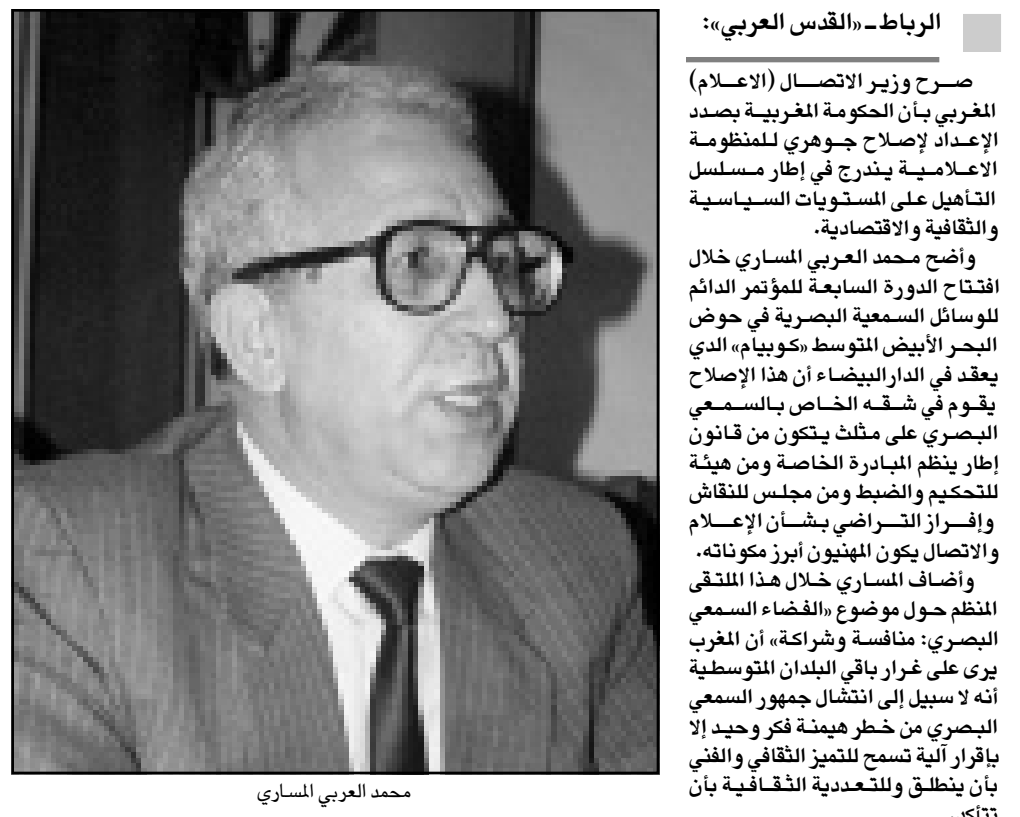 الرباط ـ «القدس العربي»:
صرح وزير الاتصال (الاعلام)
المغربي بأن الحكومة المغربية بصدد
الإعداد لإصلاح جوهري للمنظومة
الاعلامية يندرج في إطار مسلسل
التأهيل على المستويات السياسية
والثقافية والاقتصادية.
وأضح محمد العربي المساري خلال
افتتاح الدورة السابعة للمؤتمر الدائم
للوسائل السمعية البصرية في حوض
البحر الأبيض المتوسط «كوبيام» الدي
يعقد في الدارالبيضاء أن هذا الإصلاح
يقوم في شقه الخاص بالسمعي
البصري على مثلث يتكون من قانون
إطار ينظم المبادرة الخاصة ومن هيئة
للتحكيم والضبط ومن مجلس للنقاش
وإفراز التراضي بشأن الإعلام
والاتصال يكون المهنيون أبرز مكوناته.
وأضاف المساري خلال هذا الملتقى
المنظم حول موضوع «الفضاء السمعي
البصري: منافسة وشراكة» أن المغرب
يرى على غرار باقي البلدان المتوسطية
أنه لا سبيل إلى انتشال جمهور السمعي
البصري من خطر هيمنة فكر وحيد إلا
بإقرار آلية تسمح للتميز الثقافي والفني
بأن ينطلق وللتعددية الثقافية بأن
محمد العربي المساري